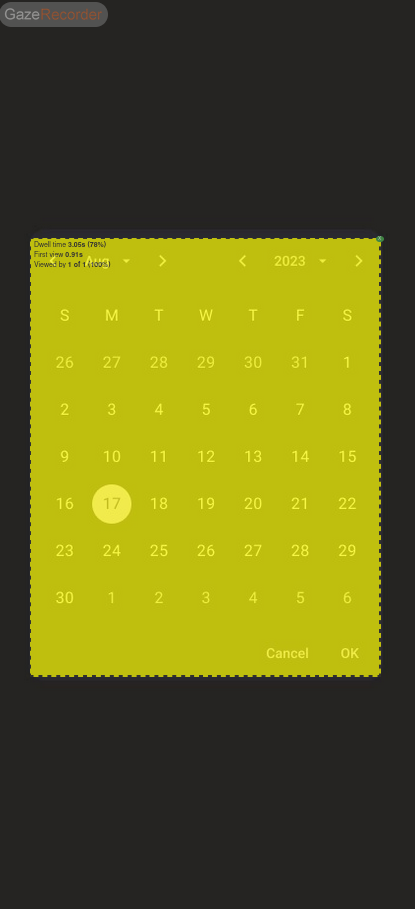 GazeRecorder
Dwell time 3.05s (78%)
First view 0.91s
Viewed by 1 of 1 (100%)
Aug 2023
S M T W T F S
26 27 28 29 30 31 1
2 3 4 5 6 7 8
9 10 11 12 13 14 15
16 17 18 19 20 21 22
23 24 25 26 27 28 29
30 1 2 3 4 5 6
Cancel OK